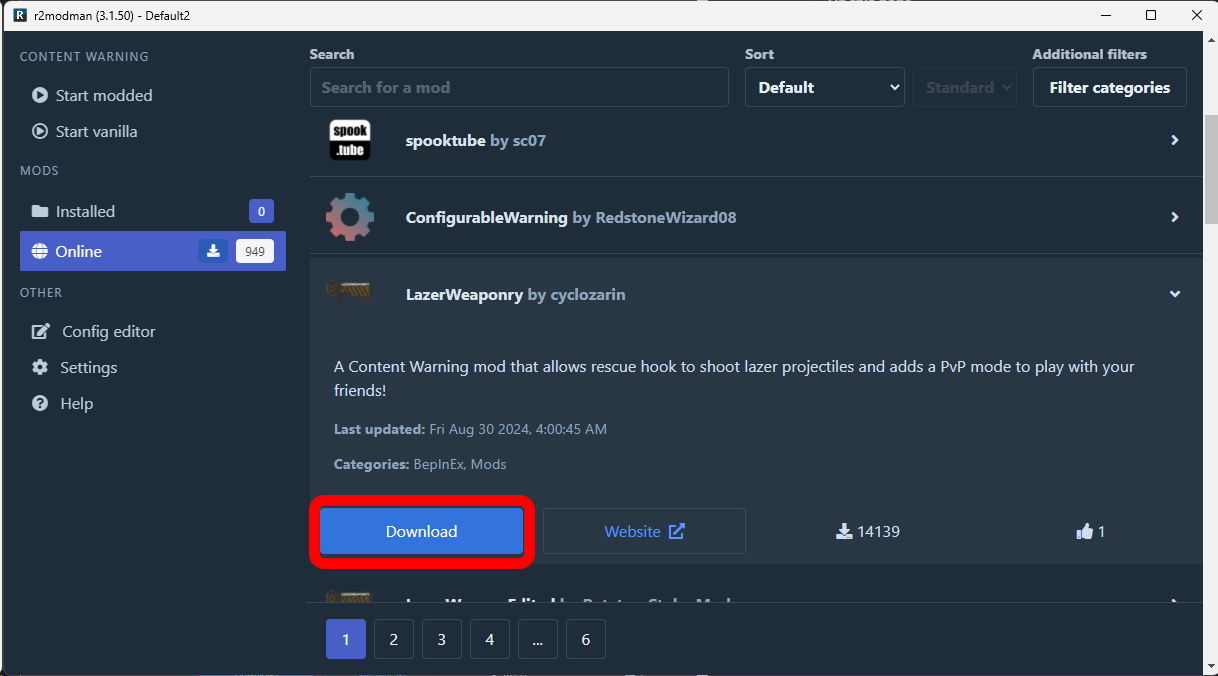 r2modman (3.1.50) - Default2
CONTENT WARNING
Start modded
Start vanilla
MODS
Installed 0
Online 949
OTHER
Config editor
Settings
Help
Search
Search for a mod
Sort
Default
Standard
Additional filters
Filter categories
spook
.tube
spooktube by sc07
ConfigurableWarning by RedstoneWizard08
LazerWeaponry by cyclozarin
A Content Warning mod that allows rescue hook to shoot lazer projectiles and adds a PvP mode to play with your
friends!
Last updated: Fri Aug 30 2024, 4:00:45 AM
Categories: BepInEx, Mods
Download
Website
14139
1
1 2 3 4 ... 6